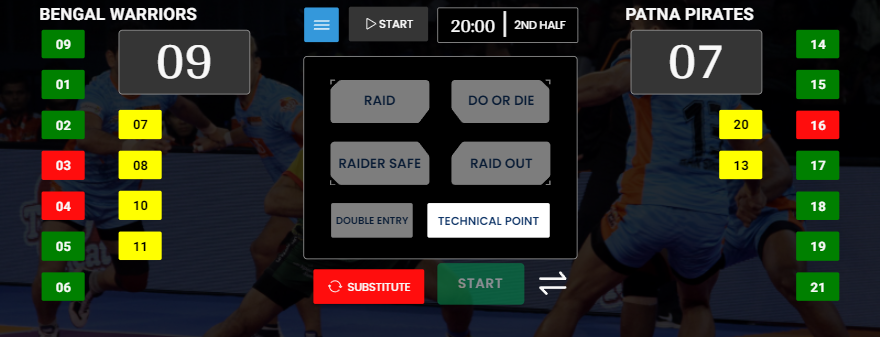 BENGAL WARRIORS
09
09
01
02
03
04
05
06
07
08
10
11
START
20:00
2ND HALF
RAID
DO OR DIE
RAIDER SAFE
RAID OUT
DOUBLE ENTRY
TECHNICAL POINT
SUBSTITUTE
START
PATNA PIRATES
07
14
15
16
17
18
19
21
20
13